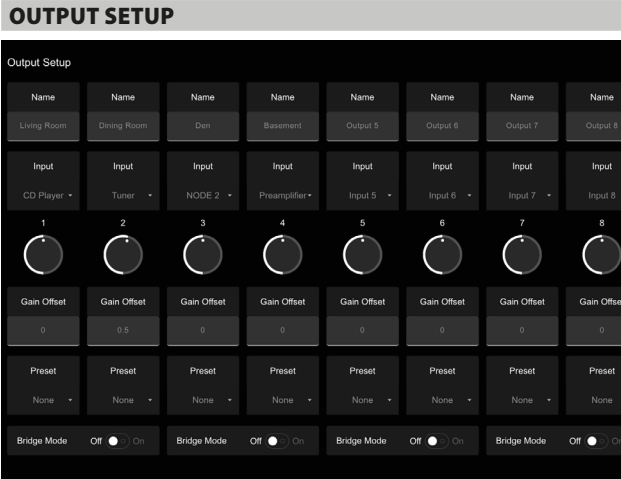 OUTPUT SETUP
Output Setup
Name Name Name Name Name Name Name Name
Living Room Dining Room Den Basement Output 5 Output 6 Output 7 Output 8
Input Input Input Input Input Input Input Input
CD Player Tuner NODE 2 Preamplifier Input 5 Input 6 Input 7 Input 8
1 2 3 4 5 6 7 8
Gain Offset Gain Offset Gain Offset Gain Offset Gain Offset Gain Offset Gain Offset Gain Offse
0 0.5 0 0 0 0 0 0
Preset Preset Preset Preset Preset Preset Preset Preset
None None None None None None None None
Bridge Mode Off On Bridge Mode Off On Bridge Mode Off On Bridge Mode Off On